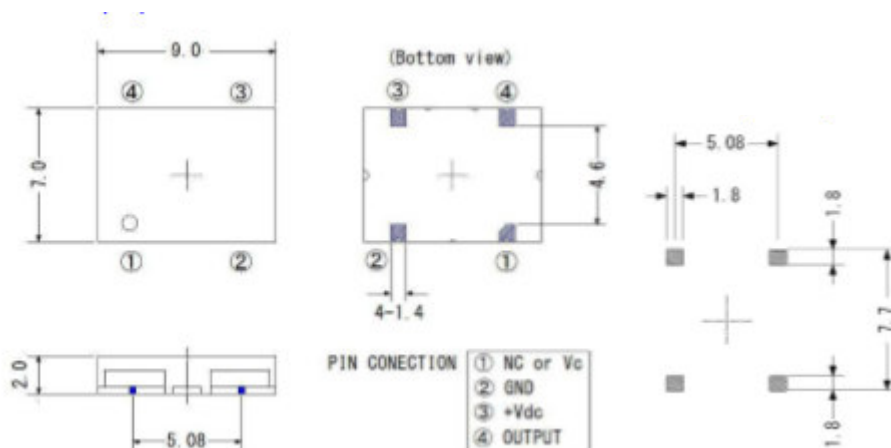 9.0
④ ③
7.0
① ②
(Bottom view)
③ ④
4.6
② ①
4-1.4
5.08
1.8
1.8
7.7
1.8
2.0
5.08
PIN CONECTION
① NC or Vc
② GND
③ +Vdc
④ OUTPUT